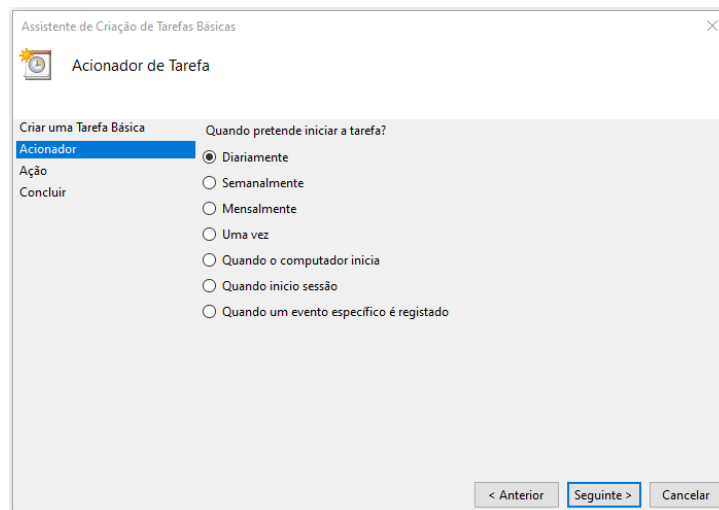 Assistente de Criação de Tarefas Básicas
Acionador de Tarefa
Criar uma Tarefa Básica
Acionador
Ação
Concluir
Quando pretende iniciar a tarefa?
Diariamente
Semanalmente
Mensalmente
Uma vez
Quando o computador inicia
Quando inicio sessão
Quando um evento específico é registado
< Anterior
Seguinte >
Cancelar